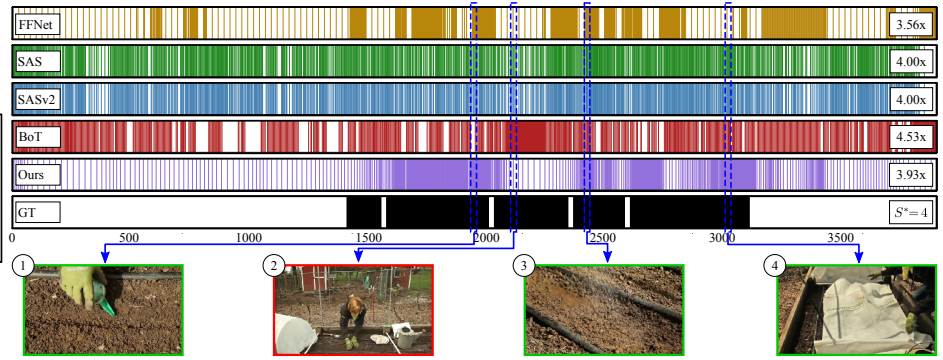 FFNet 3.56x
SAS 4.00x
SASv2 4.00x
BoT 4.53x
Ours 3.93x
GT S*= 4
0 500 1000 1500 2000 2500 3000 3500
1 2 3 4